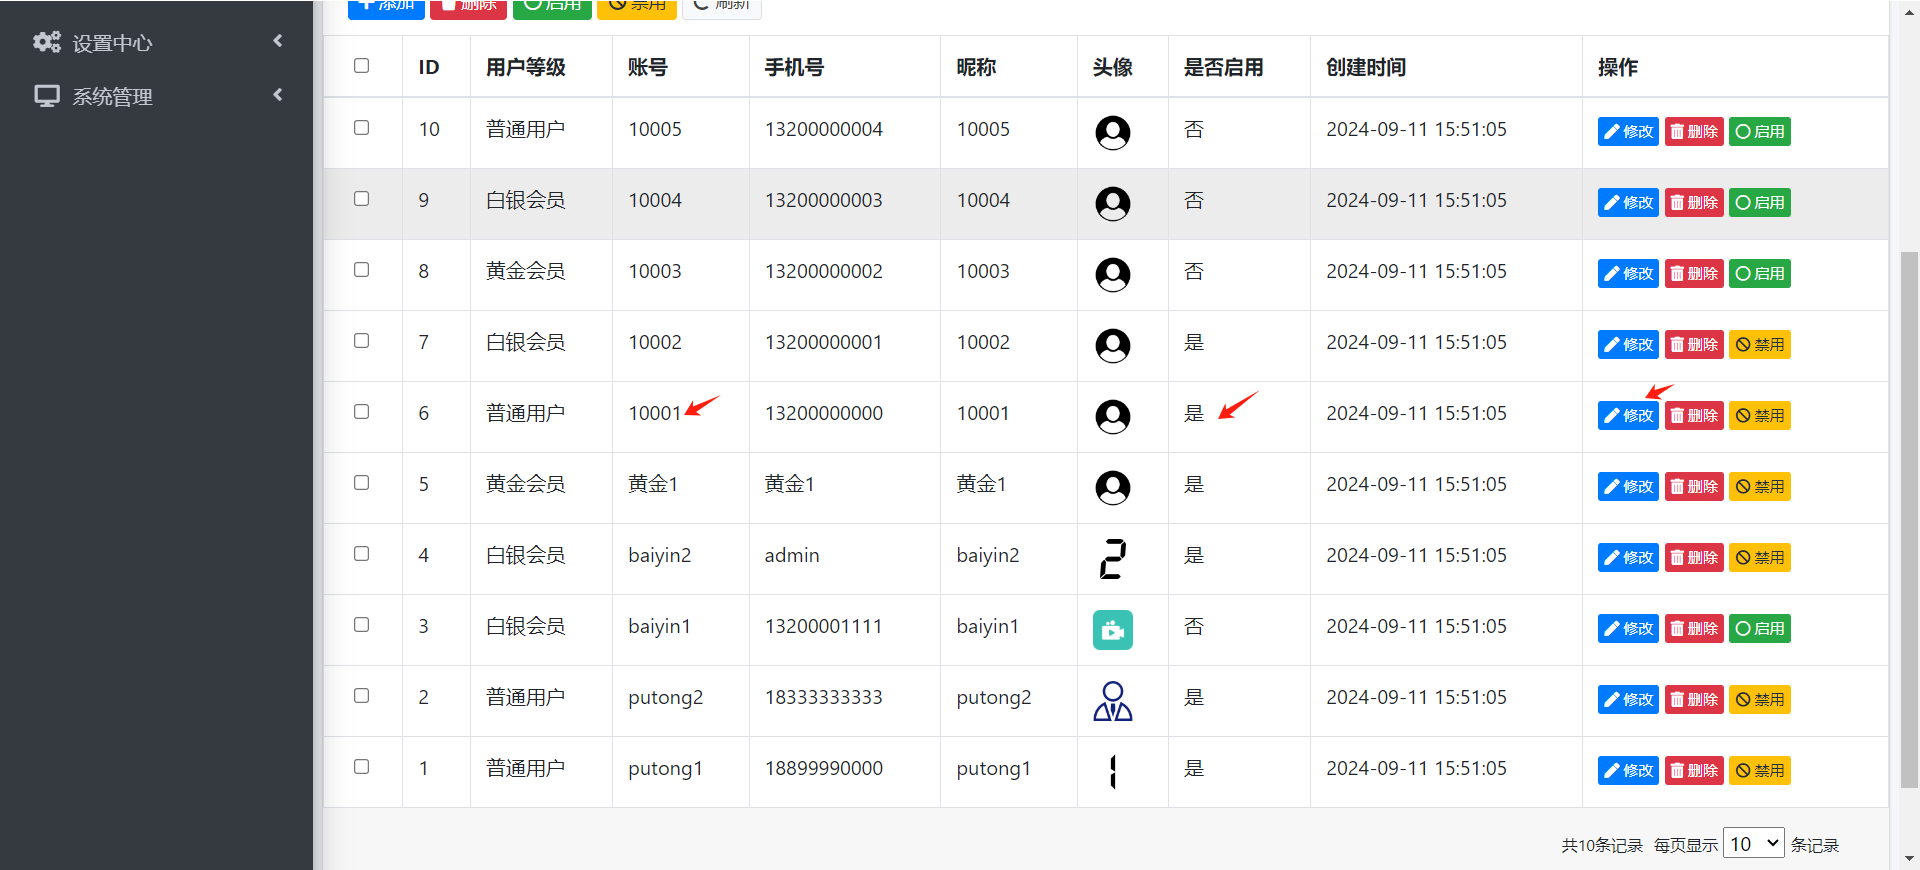 添加 删除 启用 禁用 刷新
设置中心
系统管理
ID 用户等级 账号 手机号 昵称 头像 是否启用 创建时间 操作
10 普通用户 10005 13200000004 10005 否 2024-09-11 15:51:05 修改 删除 启用
9 白银会员 10004 13200000003 10004 否 2024-09-11 15:51:05 修改 删除 启用
8 黄金会员 10003 13200000002 10003 否 2024-09-11 15:51:05 修改 删除 启用
7 白银会员 10002 13200000001 10002 是 2024-09-11 15:51:05 修改 删除 禁用
6 普通用户 10001 13200000000 10001 是 2024-09-11 15:51:05 修改 删除 禁用
5 黄金会员 黄金1 黄金1 黄金1 是 2024-09-11 15:51:05 修改 删除 禁用
4 白银会员 baiyin2 admin baiyin2 2 是 2024-09-11 15:51:05 修改 删除 禁用
3 白银会员 baiyin1 13200001111 baiyin1 否 2024-09-11 15:51:05 修改 删除 启用
2 普通用户 putong2 18333333333 putong2 是 2024-09-11 15:51:05 修改 删除 禁用
1 普通用户 putong1 18899990000 putong1 1 是 2024-09-11 15:51:05 修改 删除 禁用
共10条记录 每页显示 10 条记录